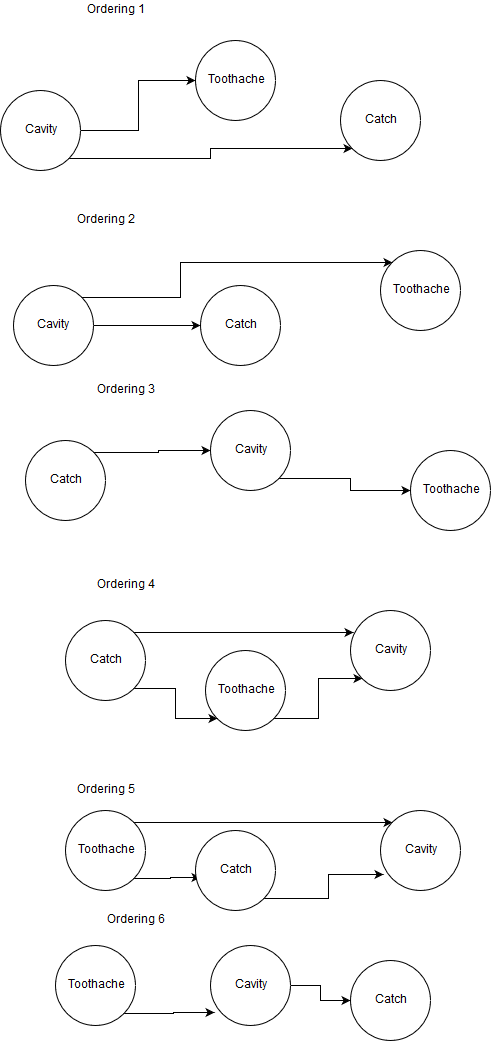 Ordering 1
Toothache
Cavity
Catch
Ordering 2
Toothache
Cavity
Catch
Ordering 3
Catch
Cavity
Toothache
Ordering 4
Catch
Toothache
Cavity
Ordering 5
Toothache
Catch
Cavity
Ordering 6
Toothache
Cavity
Catch